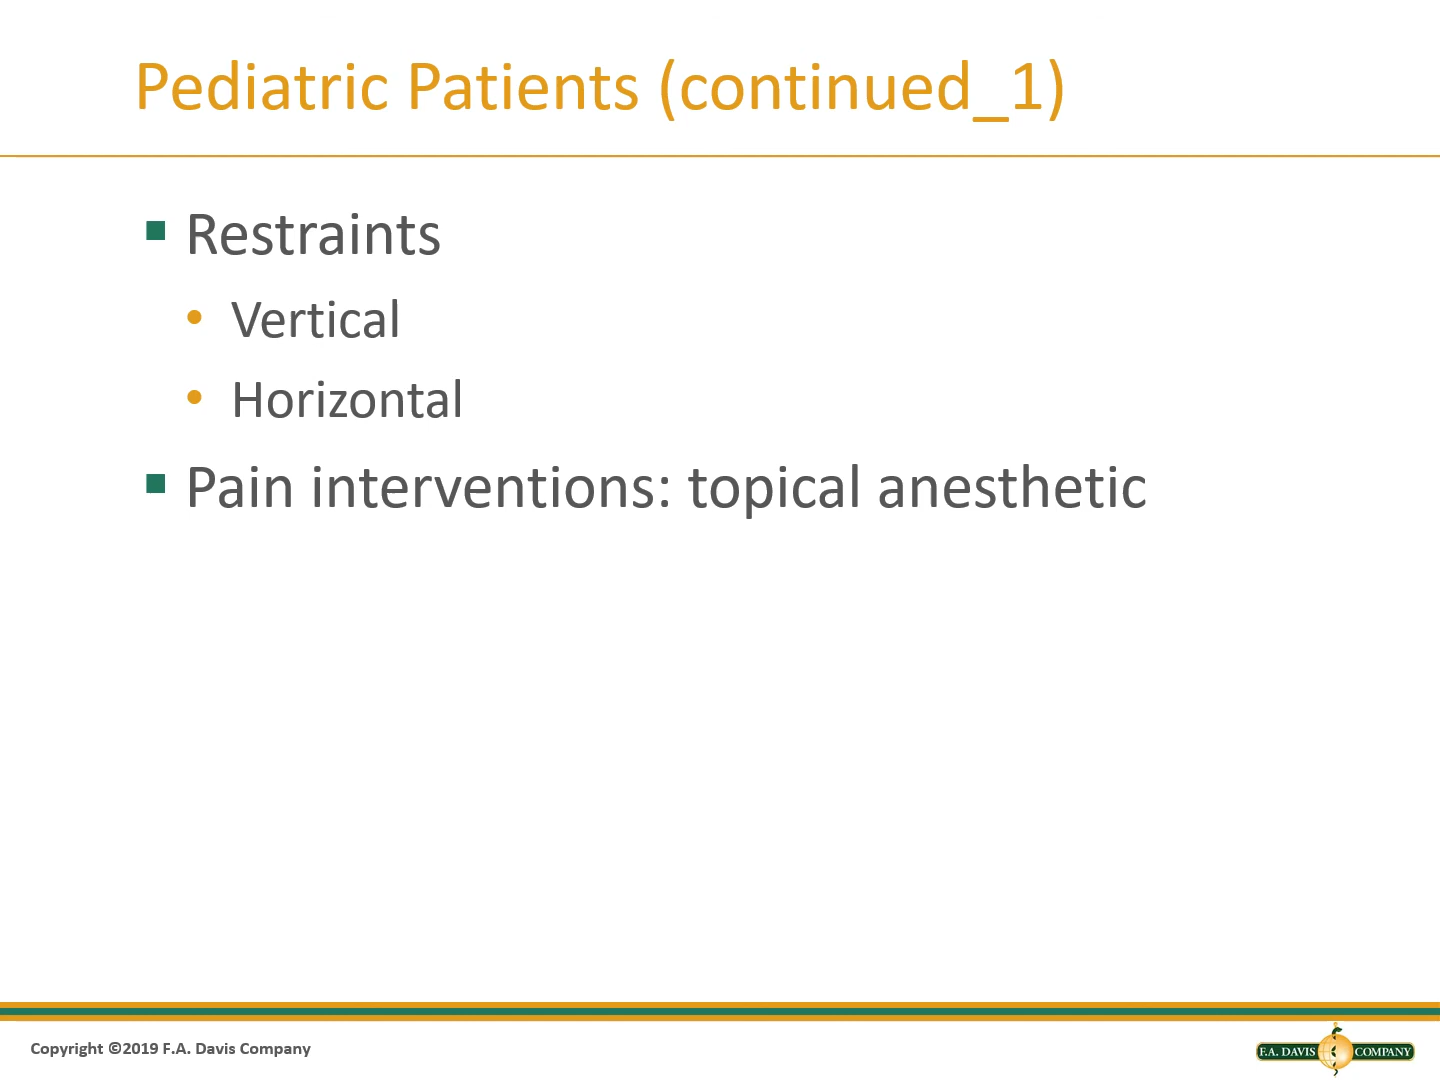 Pediatric Patients (continued_1)
Restraints
Vertical
Horizontal
Pain interventions: topical anesthetic
Copyright ©2019 F.A. Davis Company
F.A. DAVIS COMPANY